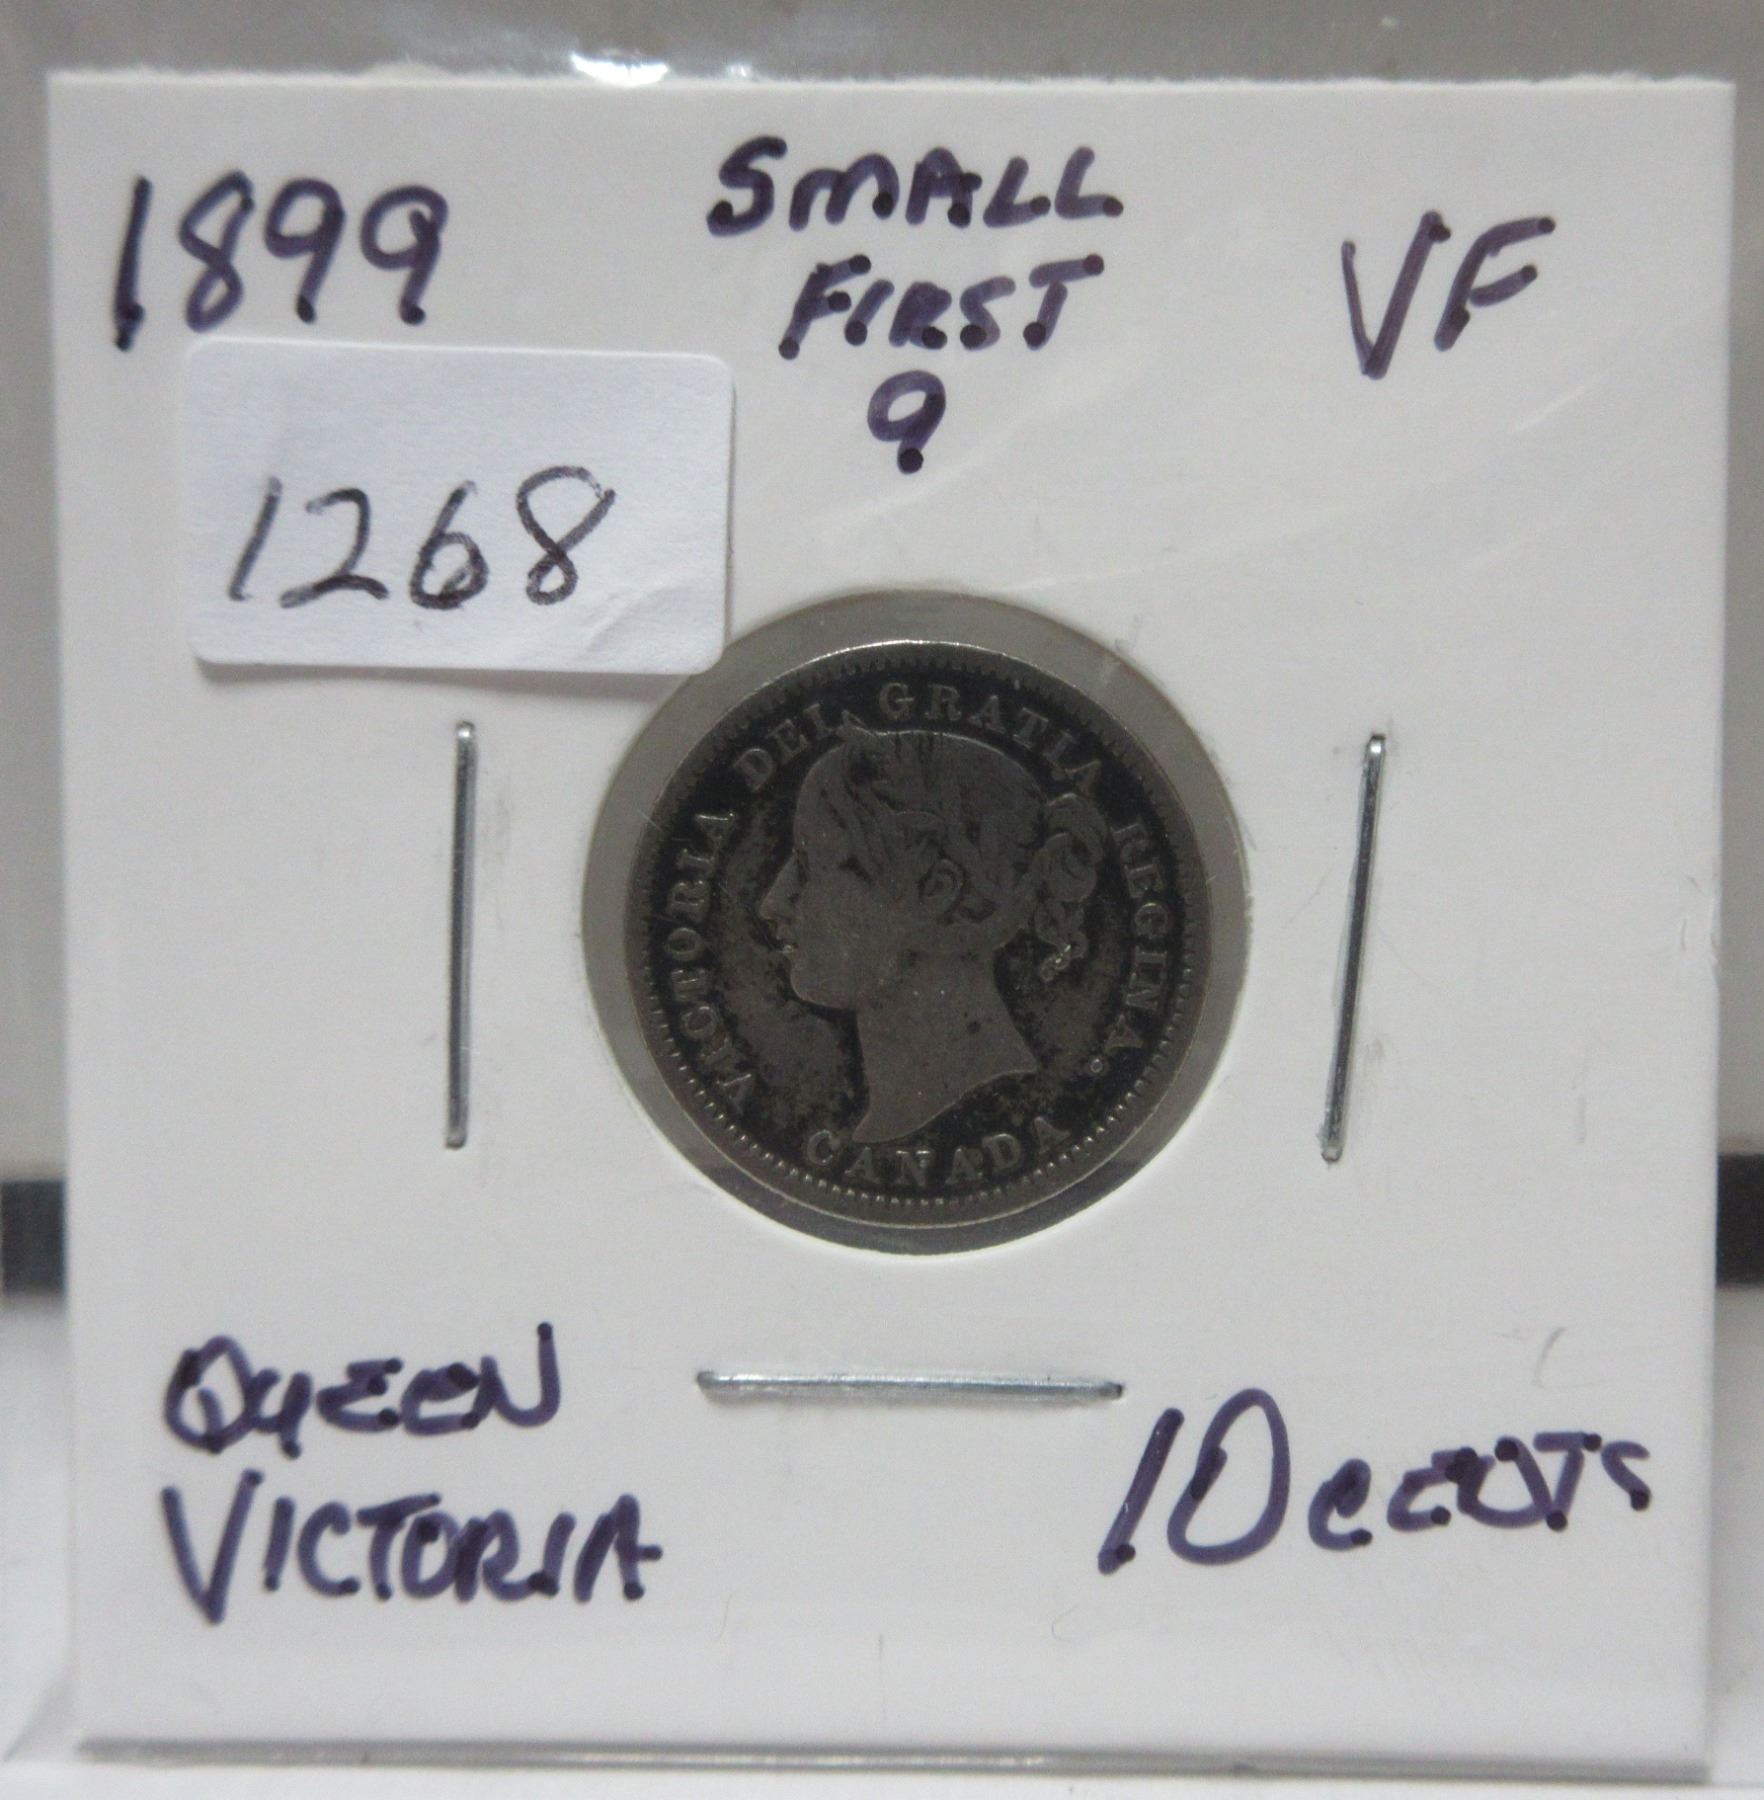 1899
SMALL
FIRST
9
VF
1268
VICTORIA DEI GRATIA REGINA.
CANADA
QUEEN
VICTORIA
10 CENTS